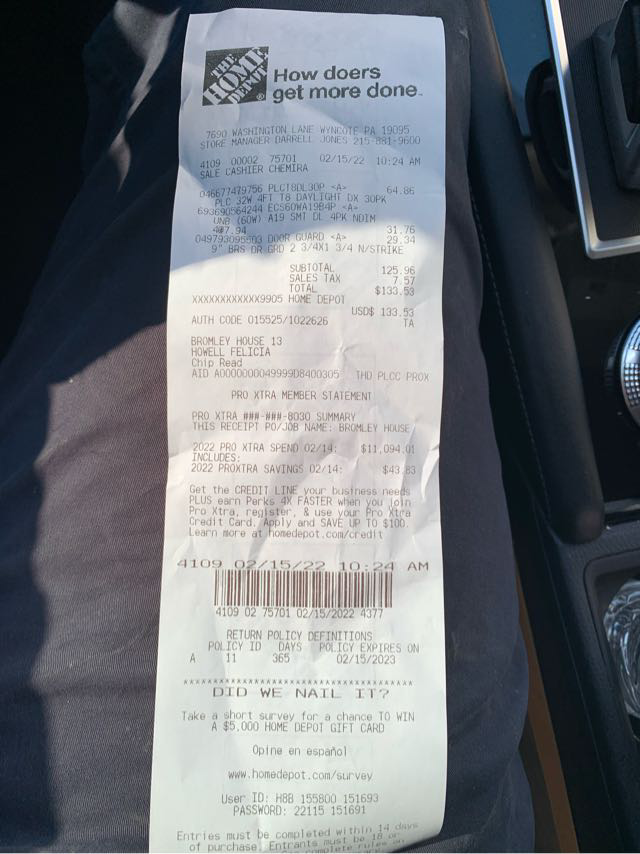 THE HOME DEPOT
How doers
get more done.
7690 WASHINGTON LANE WYNCOTE PA 19095
STORE MANAGER DARRELL JONES 215-881-9600
4109 00002 75701 02/15/22 10:24 AM
SALE CASHIER CHEMIRA
046677479756 PLCT8DL30P <A> 64.86
PLC 32W 4FT T8 DAYLIGHT DX 30PK
693690564244 ECS60WA19B4P <A>
UNB (60W) A19 SMT DL 4PK NDIM
4@7.94 31.76
049793095503 DOOR GUARD <A> 29.34
9" BRS DR GRD 2 3/4X1 3/4 N/STRIKE
SUBTOTAL 125.96
SALES TAX 7.57
TOTAL $133.53
XXXXXXXXXXXX9905 HOME DEPOT
USD$ 133.53
AUTH CODE 015525/1022626 TA
BROMLEY HOUSE 13
HOWELL FELICIA
Chip Read
AID A0000000049999D8400305 THD PLCC PROX
PRO XTRA MEMBER STATEMENT
PRO XTRA ###-###-8030 SUMMARY
THIS RECEIPT PO/JOB NAME: BROMLEY HOUSE
2022 PRO XTRA SPEND 02/14: $11,094.01
INCLUDES:
2022 PROXTRA SAVINGS 02/14: $43.83
Get the CREDIT LINE your business needs
PLUS earn Perks 4X FASTER when you join
Pro Xtra, register, & use your Pro Xtra
Credit Card. Apply and SAVE UP TO $100.
Learn more at homedepot.com/credit
4109 02/15/22 10:24 AM
4109 02 75701 02/15/2022 4377
RETURN POLICY DEFINITIONS
POLICY ID DAYS POLICY EXPIRES ON
A 11 365 02/15/2023
****************************************
DID WE NAIL IT?
Take a short survey for a chance TO WIN
A $5,000 HOME DEPOT GIFT CARD
Opine en español
www.homedepot.com/survey
User ID: H8B 155800 151693
PASSWORD: 22115 151691
Entries must be completed within 14 days
of purchase. Entrants must be 18 or
complete rules on